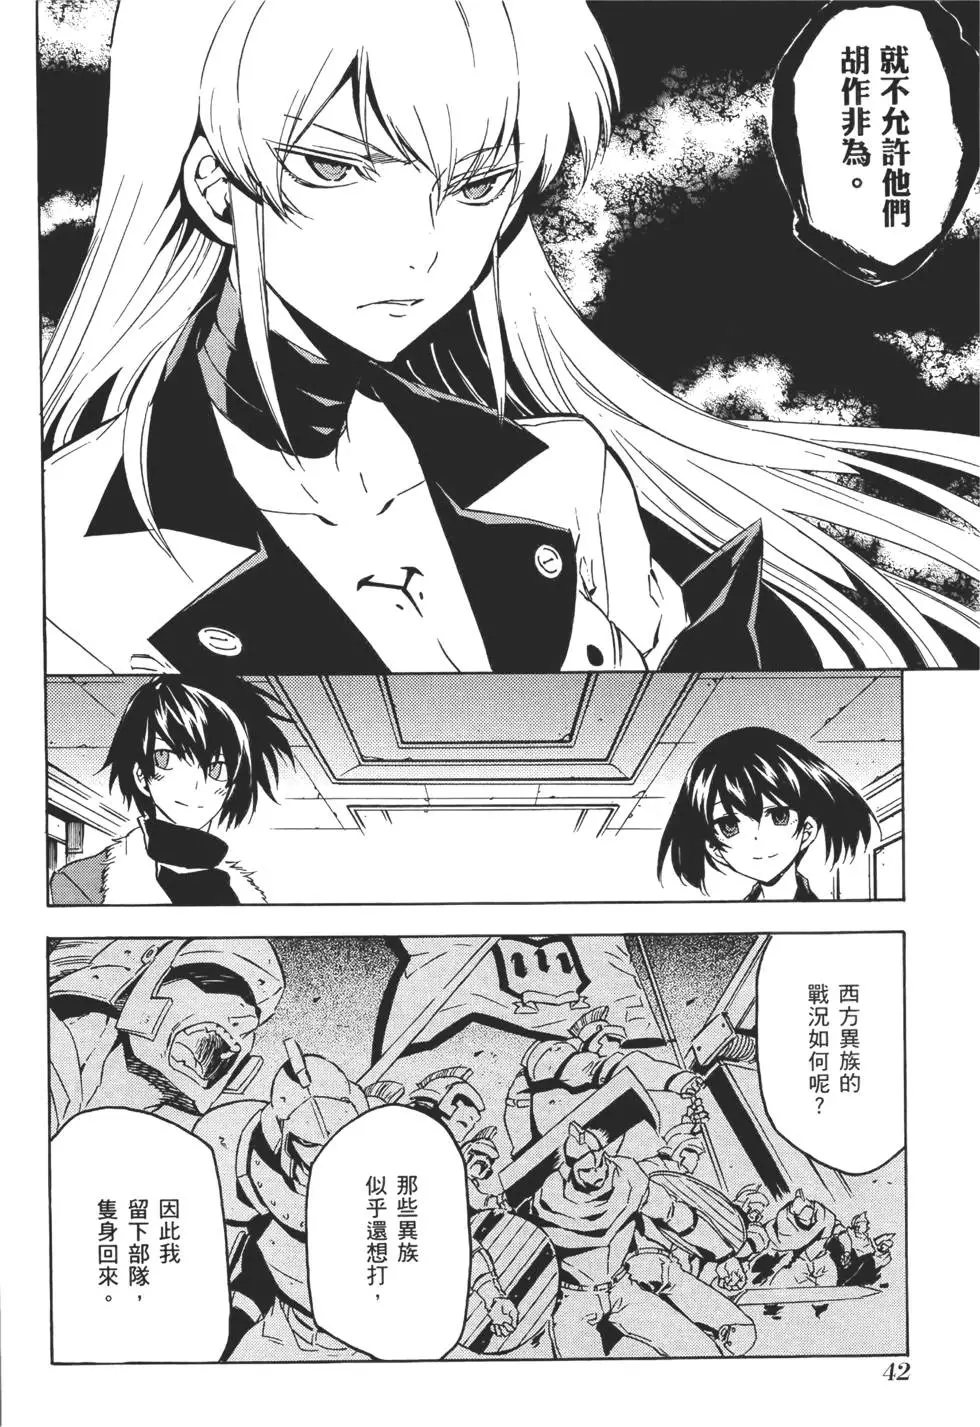 就不允許他們
胡作非為。
西方異族的
戰況如何呢？
那些異族
似乎還想打，
因此我
留下部隊，
隻身回來。
42